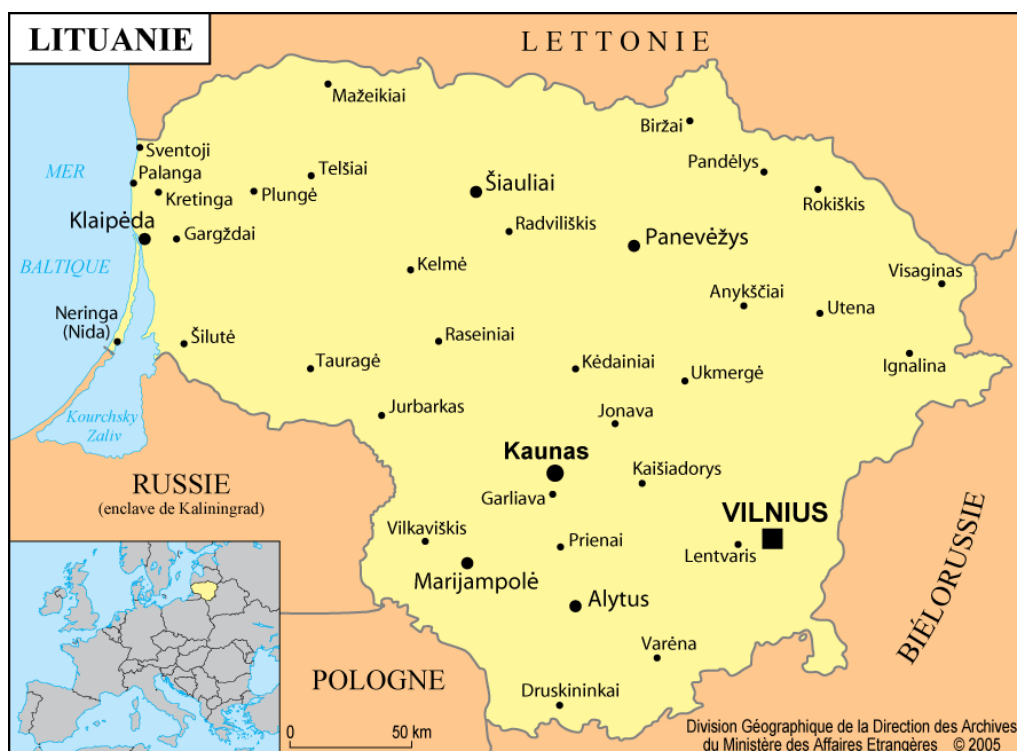 LITUANIE
LETTONIE
Mažeikiai
Biržai
Sventoji
Pandėlys
MER
Palanga
Telšiai
Kretinga
Plungė
Šiauliai
Rokiškis
Klaipėda
Gargždai
Radviliškis
Panevėžys
BALTIQUE
Kelmė
Visaginas
Anykščiai
Utena
Neringa
(Nida)
Šilutė
Raseiniai
Tauragė
Kėdainiai
Ukmergė
Ignalina
Jurbarkas
Jonava
Kourchsky
Zaliv
Kaunas
Kaišiadorys
RUSSIE
(enclave de Kaliningrad)
Garliava
VILNIUS
Vilkaviškis
Prienai
Lentvaris
Marijampolė
Alytus
BIÉLORUSSIE
Varėna
POLOGNE
Druskininkai
0 50 km
Division Géographique de la Direction des Archives
du Ministère des Affaires Etrangères © 2005